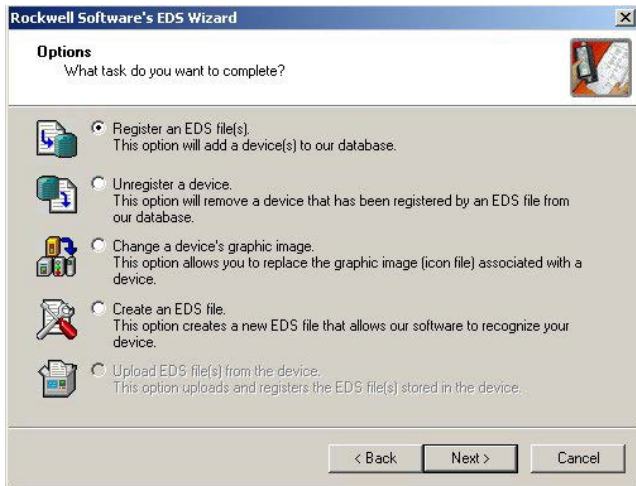 Rockwell Software's EDS Wizard
Options
What task do you want to complete?
Register an EDS file(s).
This option will add a device(s) to our database.
Unregister a device.
This option will remove a device that has been registered by an EDS file from
our database.
Change a device's graphic image.
This option allows you to replace the graphic image (icon file) associated with a
device.
Create an EDS file.
This option creates a new EDS file that allows our software to recognize your
device.
Upload EDS file(s) from the device.
This option uploads and registers the EDS file(s) stored in the device.
< Back
Next >
Cancel